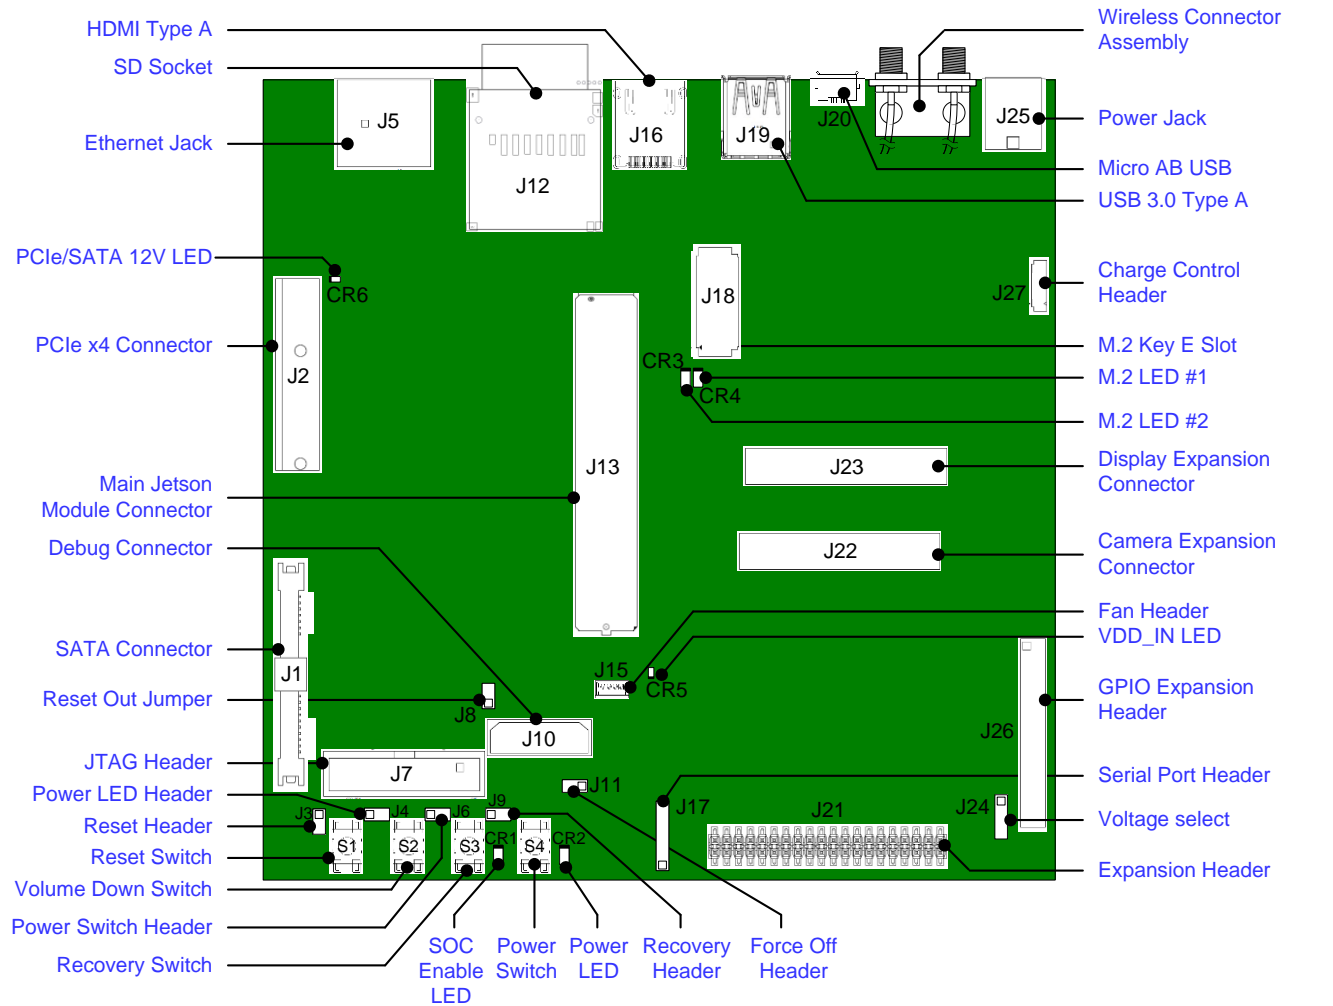 HDMI Type A
SD Socket
Ethernet Jack
PCIe/SATA 12V LED
PCIe x4 Connector
Main Jetson
Module Connector
Debug Connector
SATA Connector
Reset Out Jumper
JTAG Header
Power LED Header
Reset Header
Reset Switch
Volume Down Switch
Power Switch Header
Recovery Switch
J5
J12
J16
J19
J20
Tr
Tr
J25
CR6
J2
J18
J27
CR3
CR4
J13
J23
J22
J1
J15
CR5
J8
J10
J26
J7
J11
J3
J4
J6
J9
J17
J21
J24
S1
S2
S3
CR1
S4
CR2
SOC
Enable
LED
Power
Switch
Power
LED
Recovery
Header
Force Off
Header
Wireless Connector
Assembly
Power Jack
Micro AB USB
USB 3.0 Type A
Charge Control
Header
M.2 Key E Slot
M.2 LED #1
M.2 LED #2
Display Expansion
Connector
Camera Expansion
Connector
Fan Header
VDD_IN LED
GPIO Expansion
Header
Serial Port Header
Voltage select
Expansion Header